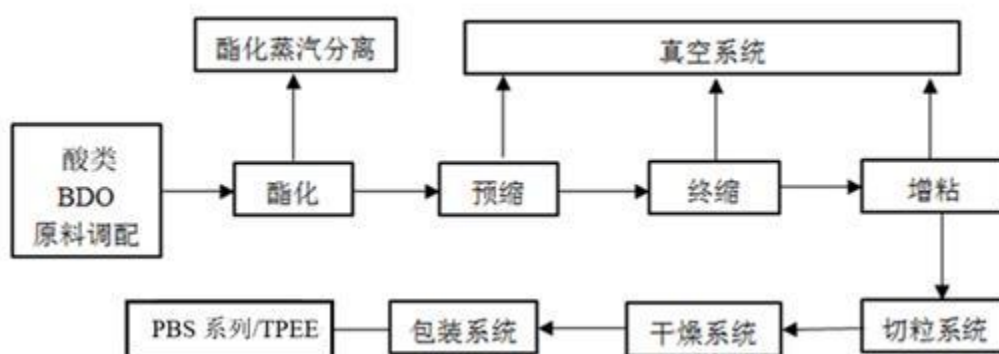 酯化蒸汽分离
真空系统
酸类
BDO
原料调配
酯化
预缩
终缩
增粘
PBS 系列/TPEE
包装系统
干燥系统
切粒系统